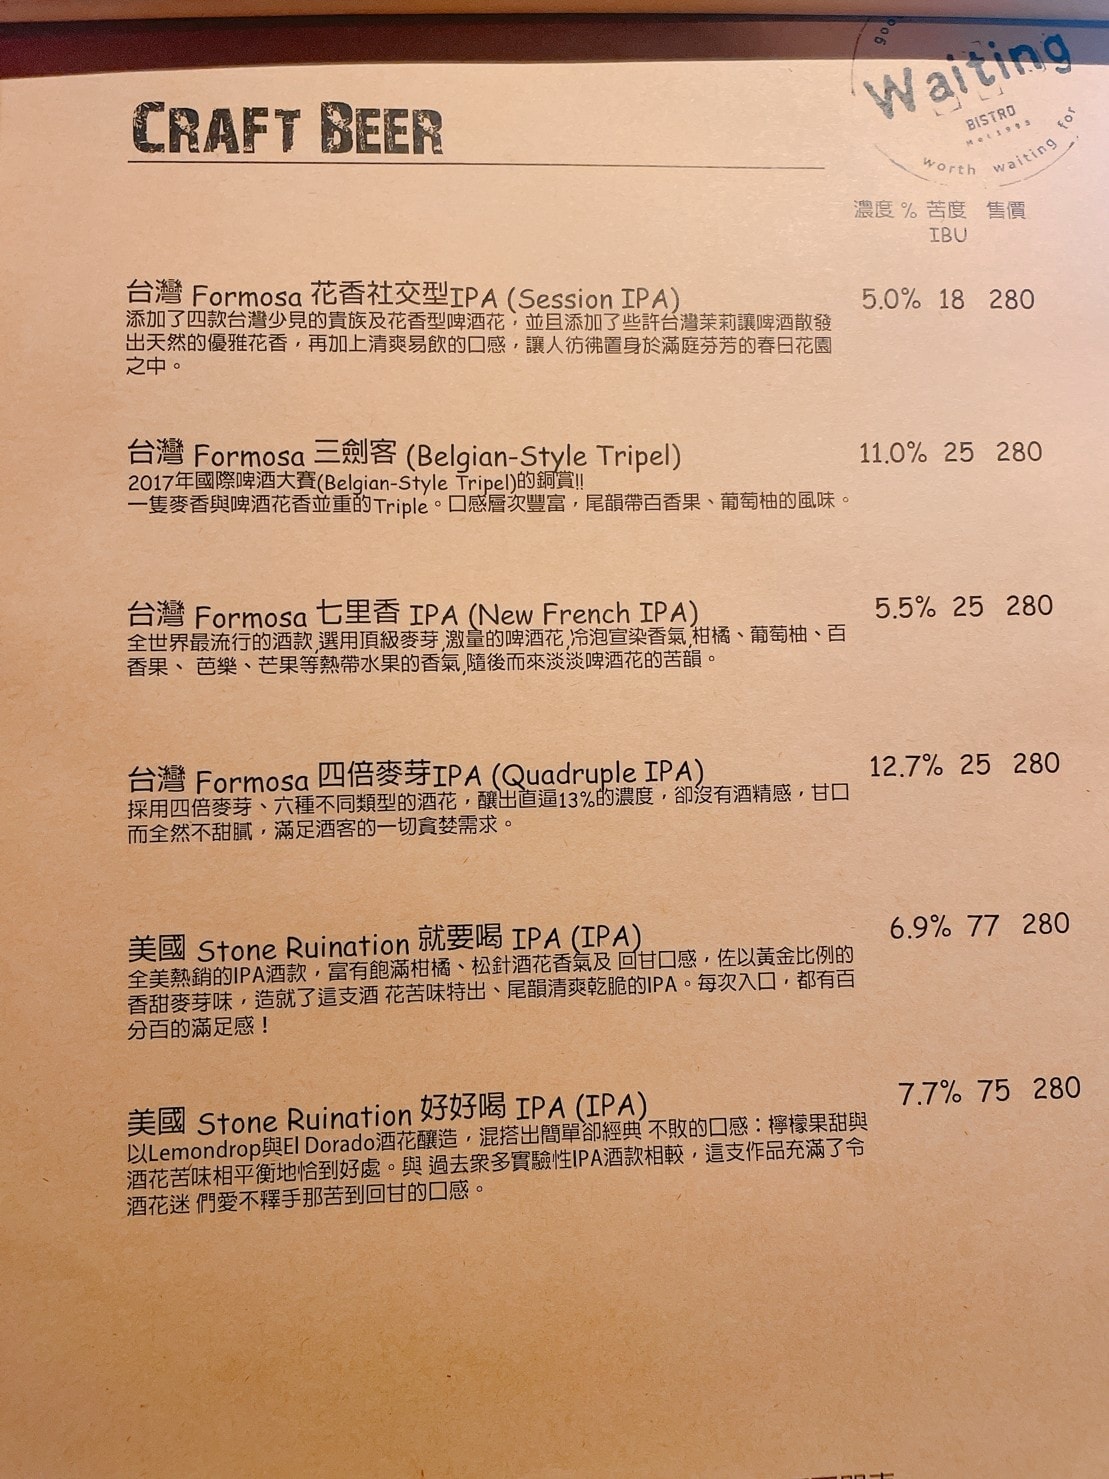 Waiting
BISTRO
worth waiting for
CRAFT BEER
濃度 % 苦度 售價
IBU
台灣 Formosa 花香社交型IPA (Session IPA) 5.0% 18 280
添加了四款台灣少見的貴族及花香型啤酒花，並且添加了些許台灣茉莉讓啤酒散發
出天然的優雅花香，再加上清爽易飲的口感，讓人彷彿置身於滿庭芬芳的春日花園
之中。
台灣 Formosa 三劍客 (Belgian-Style Tripel) 11.0% 25 280
2017年國際啤酒大賽(Belgian-Style Tripel)的銅賞!!
一隻麥香與啤酒花香並重的Triple。口感層次豐富，尾韻帶百香果、葡萄柚的風味。
台灣 Formosa 七里香 IPA (New French IPA) 5.5% 25 280
全世界最流行的酒款,選用頂級麥芽,激量的啤酒花,冷泡宣染香氣,柑橘、葡萄柚、百
香果、 芭樂、芒果等熱帶水果的香氣,隨後而來淡淡啤酒花的苦韻。
台灣 Formosa 四倍麥芽IPA (Quadruple IPA) 12.7% 25 280
採用四倍麥芽、六種不同類型的酒花，釀出直逼13%的濃度，卻沒有酒精感，甘口
而全然不甜膩，滿足酒客的一切貪婪需求。
美國 Stone Ruination 就要喝 IPA (IPA) 6.9% 77 280
全美熱銷的IPA酒款，富有飽滿柑橘、松針酒花香氣及 回甘口感，佐以黃金比例的
香甜麥芽味，造就了這支酒 花苦味特出、尾韻清爽乾脆的IPA。每次入口，都有百
分百的滿足感！
美國 Stone Ruination 好好喝 IPA (IPA) 7.7% 75 280
以Lemondrop與El Dorado酒花釀造，混搭出簡單卻經典 不敗的口感：檸檬果甜與
酒花苦味相平衡地恰到好處。與 過去眾多實驗性IPA酒款相較，這支作品充滿了令
酒花迷 們愛不釋手那苦到回甘的口感。